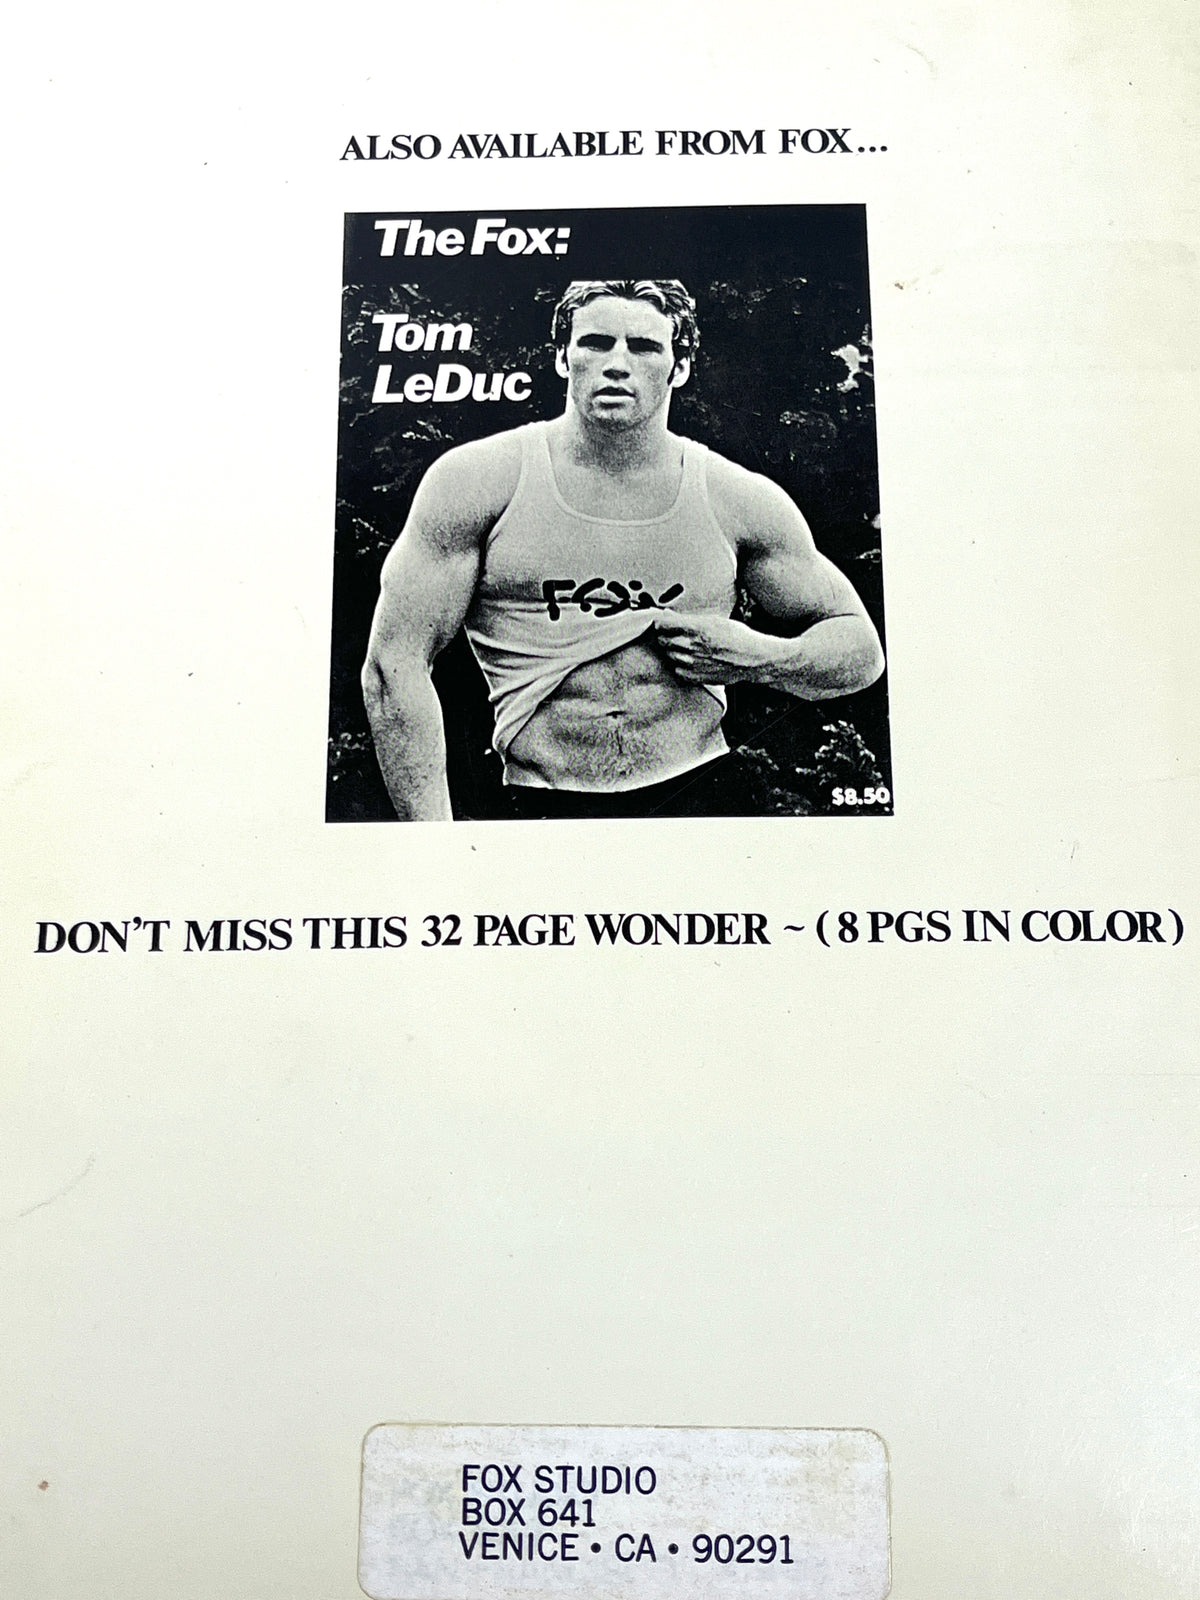 ALSO AVAILABLE FROM FOX...
The Fox:
Tom
LeDuc
FOX
$8.50
DON'T MISS THIS 32 PAGE WONDER ~ (8 PGS IN COLOR)
FOX STUDIO
BOX 641
VENICE • CA • 90291